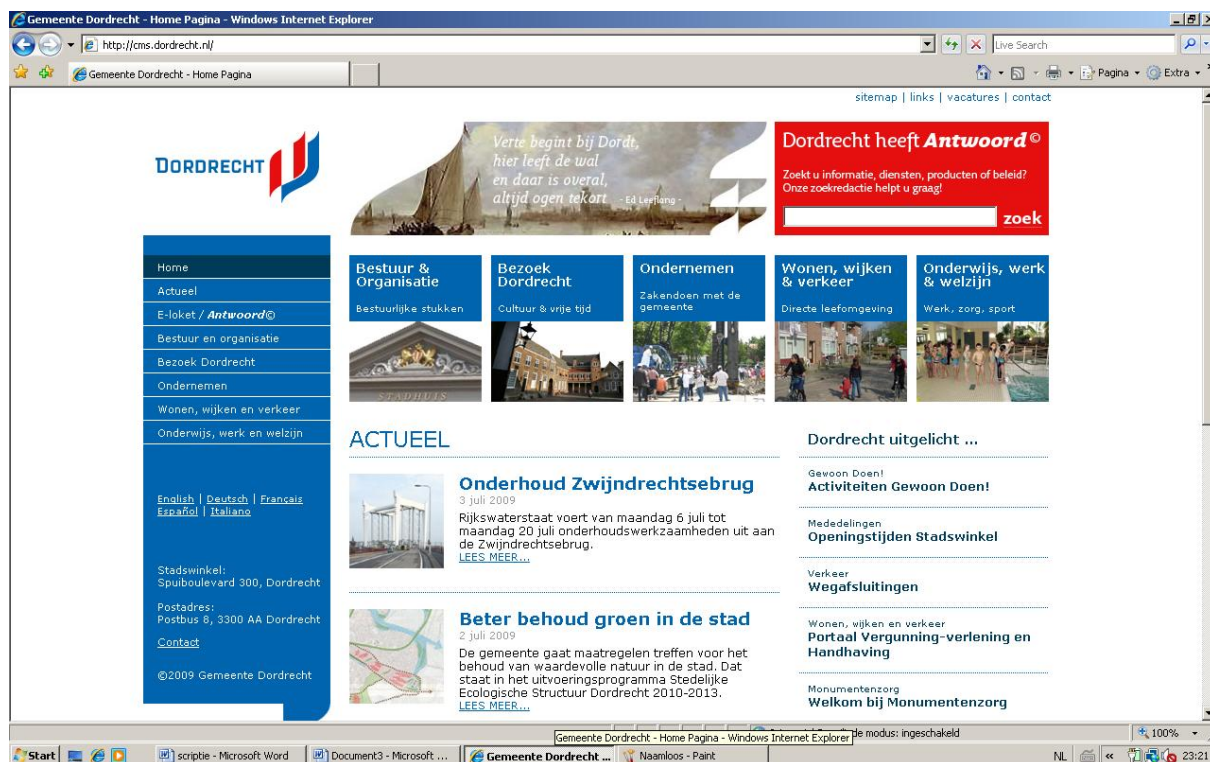 Gemeente Dordrecht - Home Pagina - Windows Internet Explorer
http://cms.dordrecht.nl/
Live Search
Gemeente Dordrecht - Home Pagina
Pagina
Extra
sitemap | links | vacatures | contact
DORDRECHT
Verte begint bij Dordt,
hier leeft de wal
en daar is overal,
altijd ogen tekort - Ed Leeflang -
Dordrecht heeft Antwoord©
Zoekt u informatie, diensten, producten of beleid?
Onze zoekredactie helpt u graag!
zoek
Home
Actueel
E-loket / Antwoord©
Bestuur en organisatie
Bezoek Dordrecht
Ondernemen
Wonen, wijken en verkeer
Onderwijs, werk en welzijn
English | Deutsch | Français
Español | Italiano
Stadswinkel:
Spuiboulevard 300, Dordrecht
Postadres:
Postbus 8, 3300 AA Dordrecht
Contact
©2009 Gemeente Dordrecht
Bestuur &
Organisatie
Bestuurlijke stukken
STADHUIS
Bezoek
Dordrecht
Cultuur & vrije tijd
Ondernemen
Zakendoen met de
gemeente
Wonen, wijken
& verkeer
Directe leefomgeving
Onderwijs, werk
& welzijn
Werk, zorg, sport
ACTUEEL
Onderhoud Zwijndrechtsebrug
3 juli 2009
Rijkswaterstaat voert van maandag 6 juli tot
maandag 20 juli onderhoudswerkzaamheden uit aan
de Zwijndrechtsebrug.
LEES MEER...
Beter behoud groen in de stad
2 juli 2009
De gemeente gaat maatregelen treffen voor het
behoud van waardevolle natuur in de stad. Dat
staat in het uitvoeringsprogramma Stedelijke
Ecologische Structuur Dordrecht 2010-2013.
LEES MEER...
Dordrecht uitgelicht ...
Gewoon Doen!
Activiteiten Gewoon Doen!
Mededelingen
Openingstijden Stadswinkel
Verkeer
Wegafsluitingen
Wonen, wijken en verkeer
Portaal Vergunning-verlening en
Handhaving
Monumentenzorg
Welkom bij Monumentenzorg
Gemeente Dordrecht - Home Pagina - Windows Internet Explorer
de modus: ingeschakeld
100%
Start
scriptie - Microsoft Word
Document3 - Microsoft ...
Gemeente Dordrecht ...
Naamloos - Paint
NL
23:21